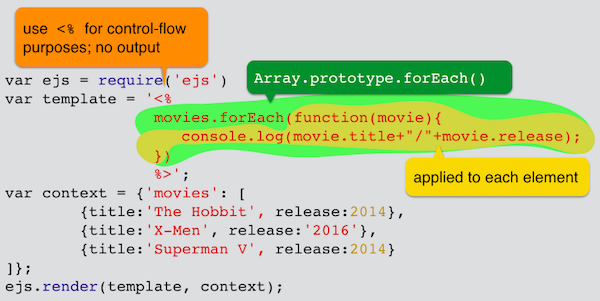 use <% for control-flow
purposes; no output
var ejs = require('ejs')
Array.prototype.forEach()
var template = '<%
movies.forEach(function(movie){
console.log(movie.title+"/"+movie.release);
})
%>';
applied to each element
var context = {'movies': [
{title:'The Hobbit', release:2014},
{title:'X-Men', release:'2016'},
{title:'Superman V', release:2014}
]};
ejs.render(template, context);